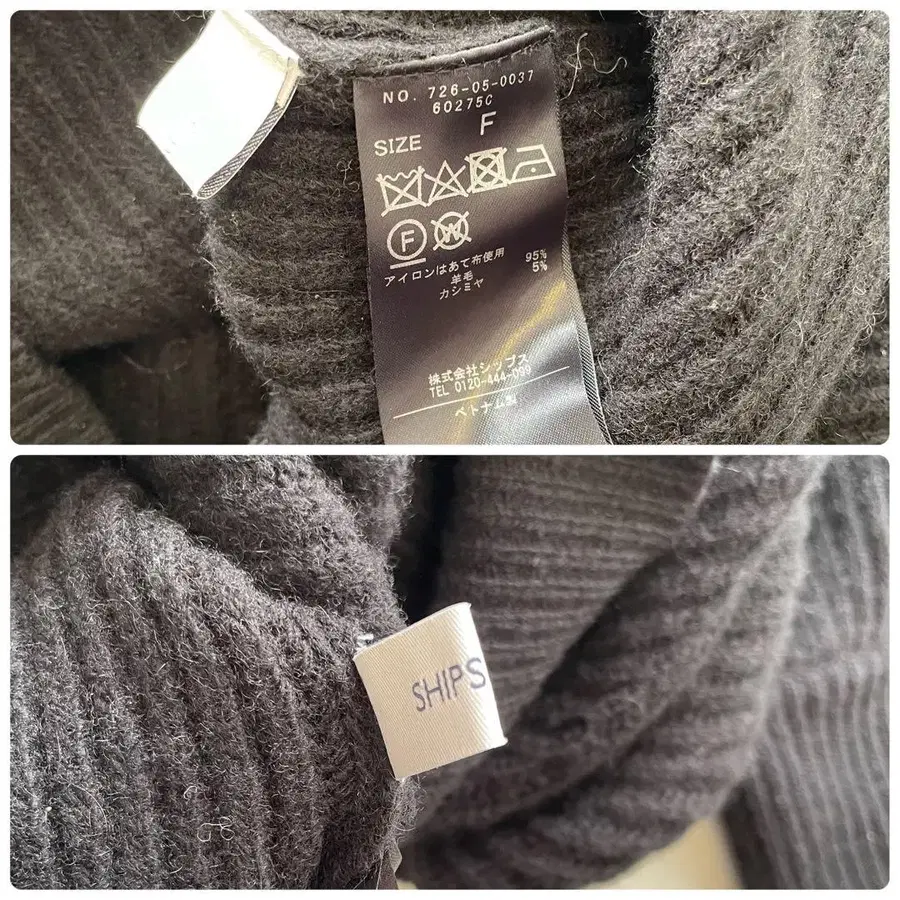 NO. 726-05-0037
60275C
SIZE F
F W
アイロンはあて布使用
羊毛 95%
カシミヤ 5%
株式会社シップス
TEL 0120-444-099
ベトナム製
SHIPS